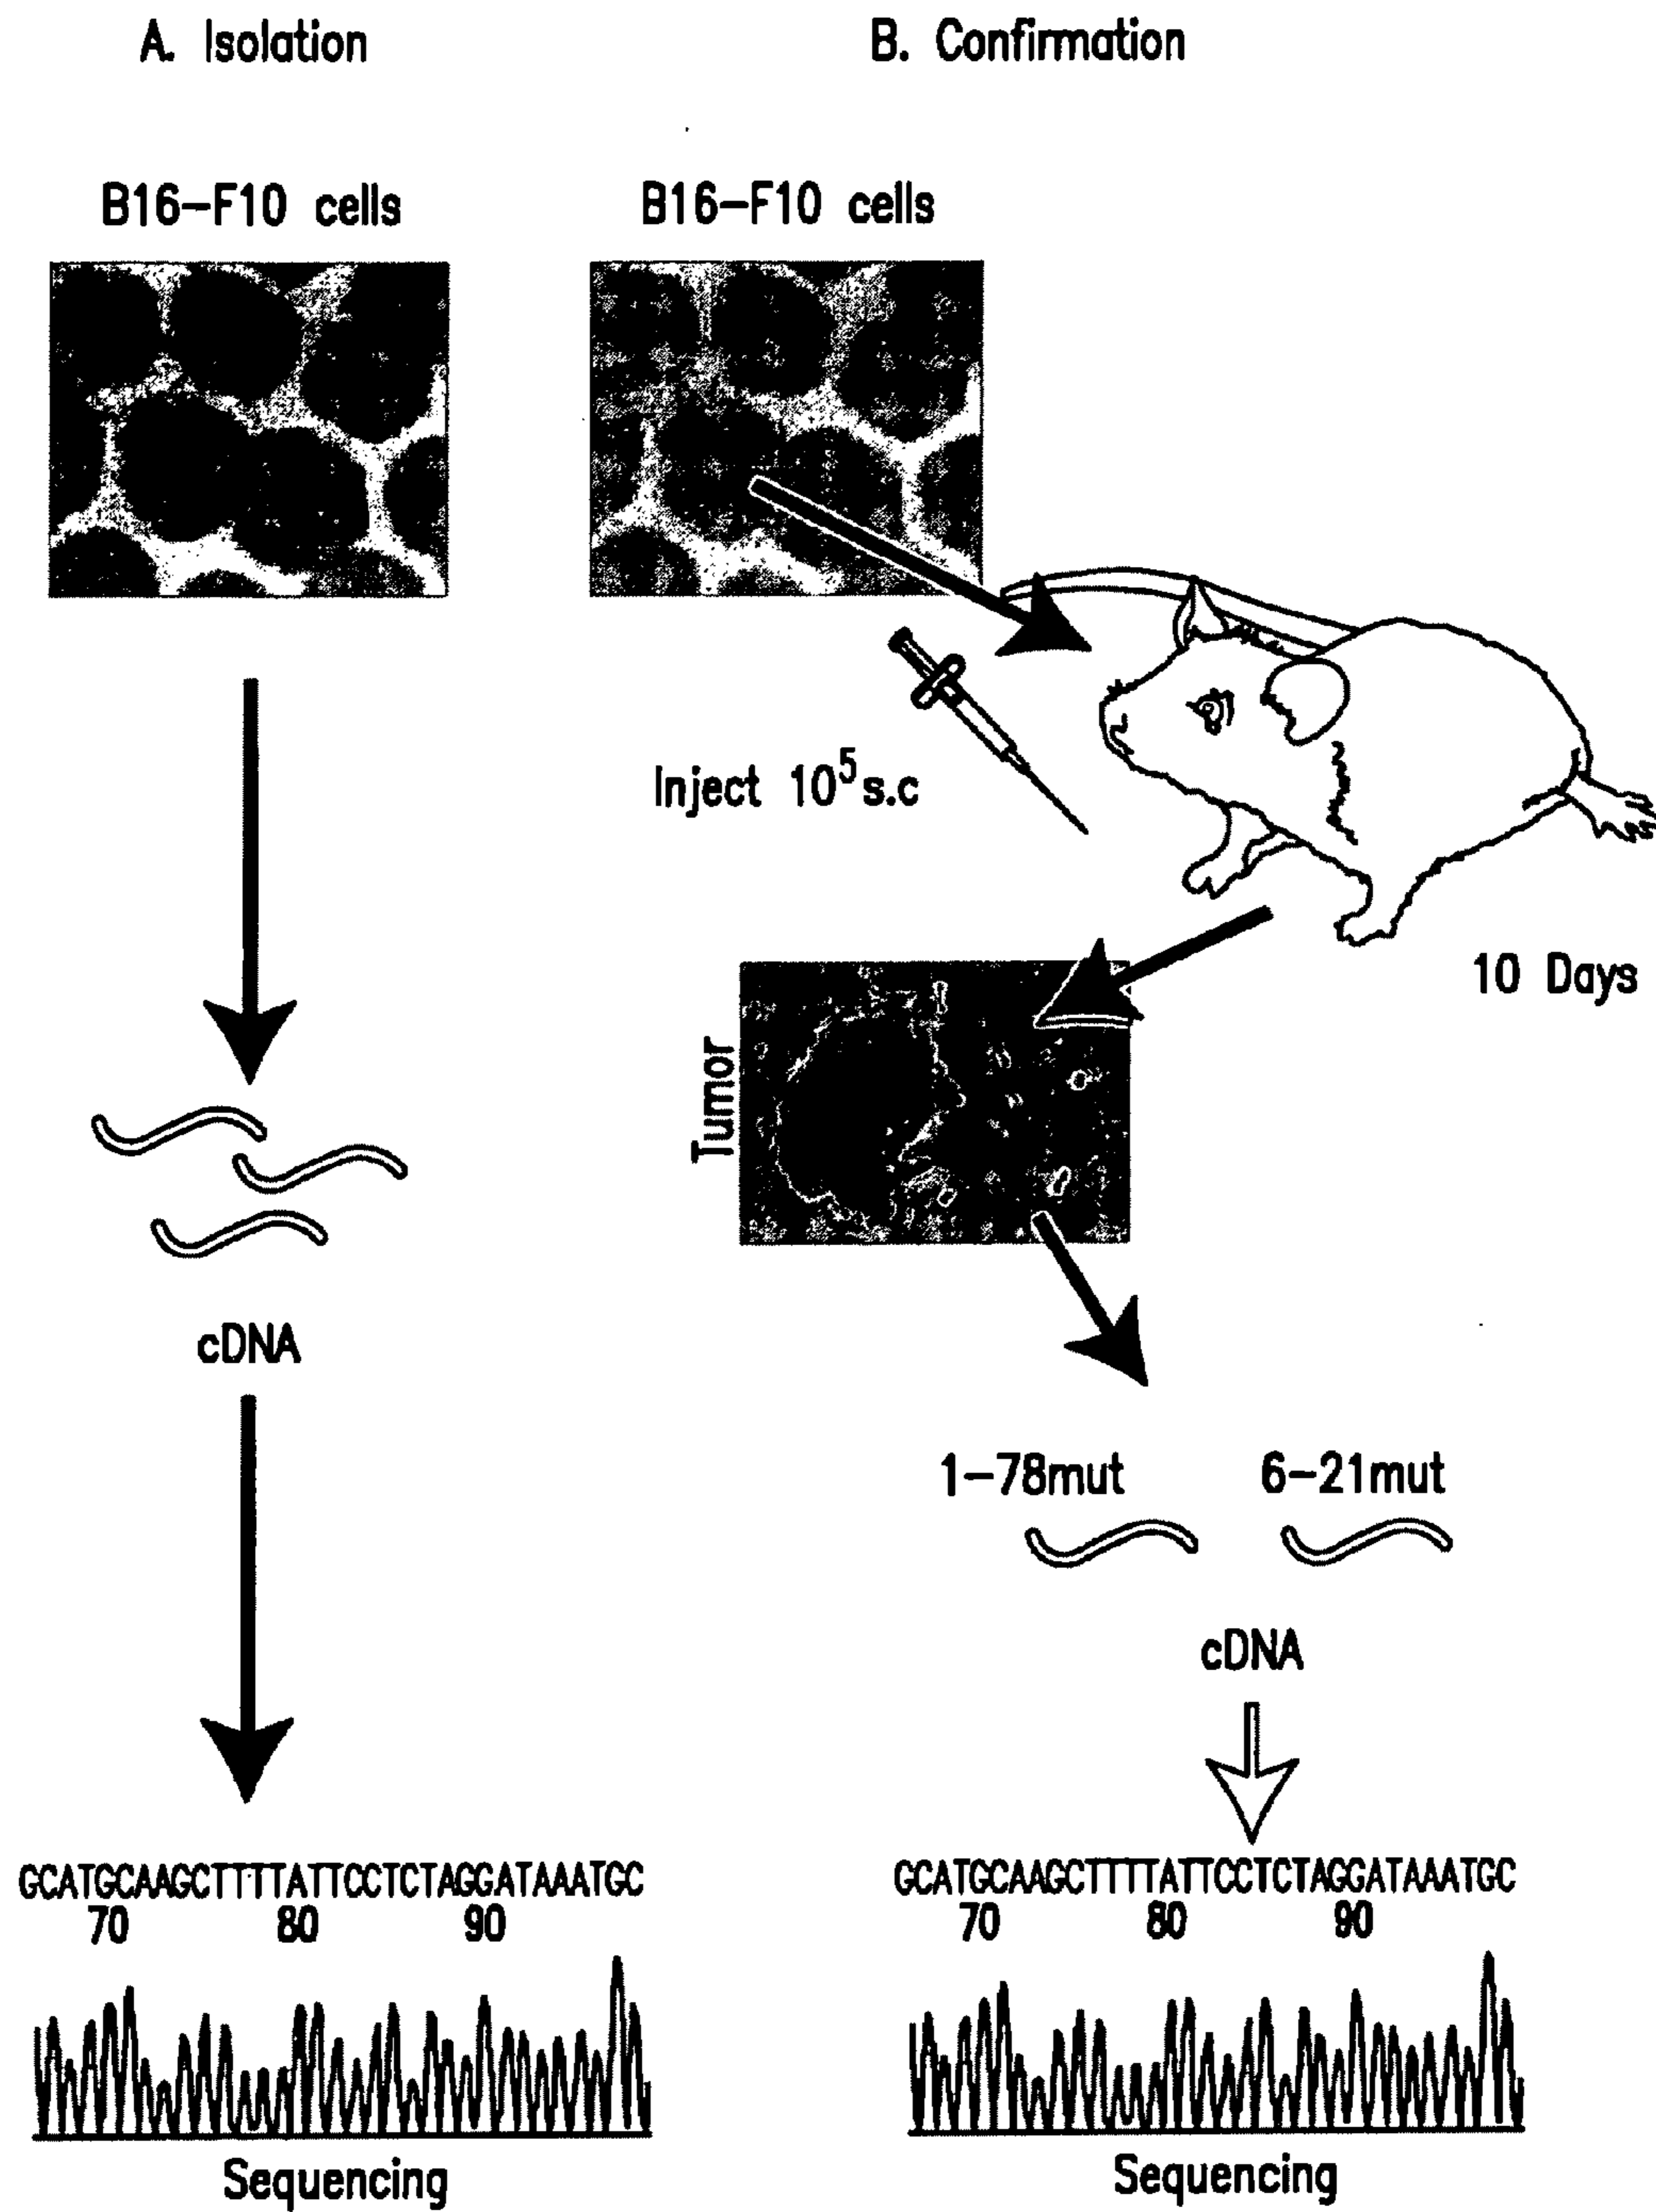 A. Isolation
B. Confirmation
B16-F10 cells
B16-F10 cells
Inject 10⁵ s.c
10 Days
Tumor
cDNA
1-78mut
6-21mut
cDNA
GCATGCAAGCTTTTATTCCTCTAGGATAAATGC
70 80 90
Sequencing
GCATGCAAGCTTTTATTCCTCTAGGATAAATGC
70 80 90
Sequencing